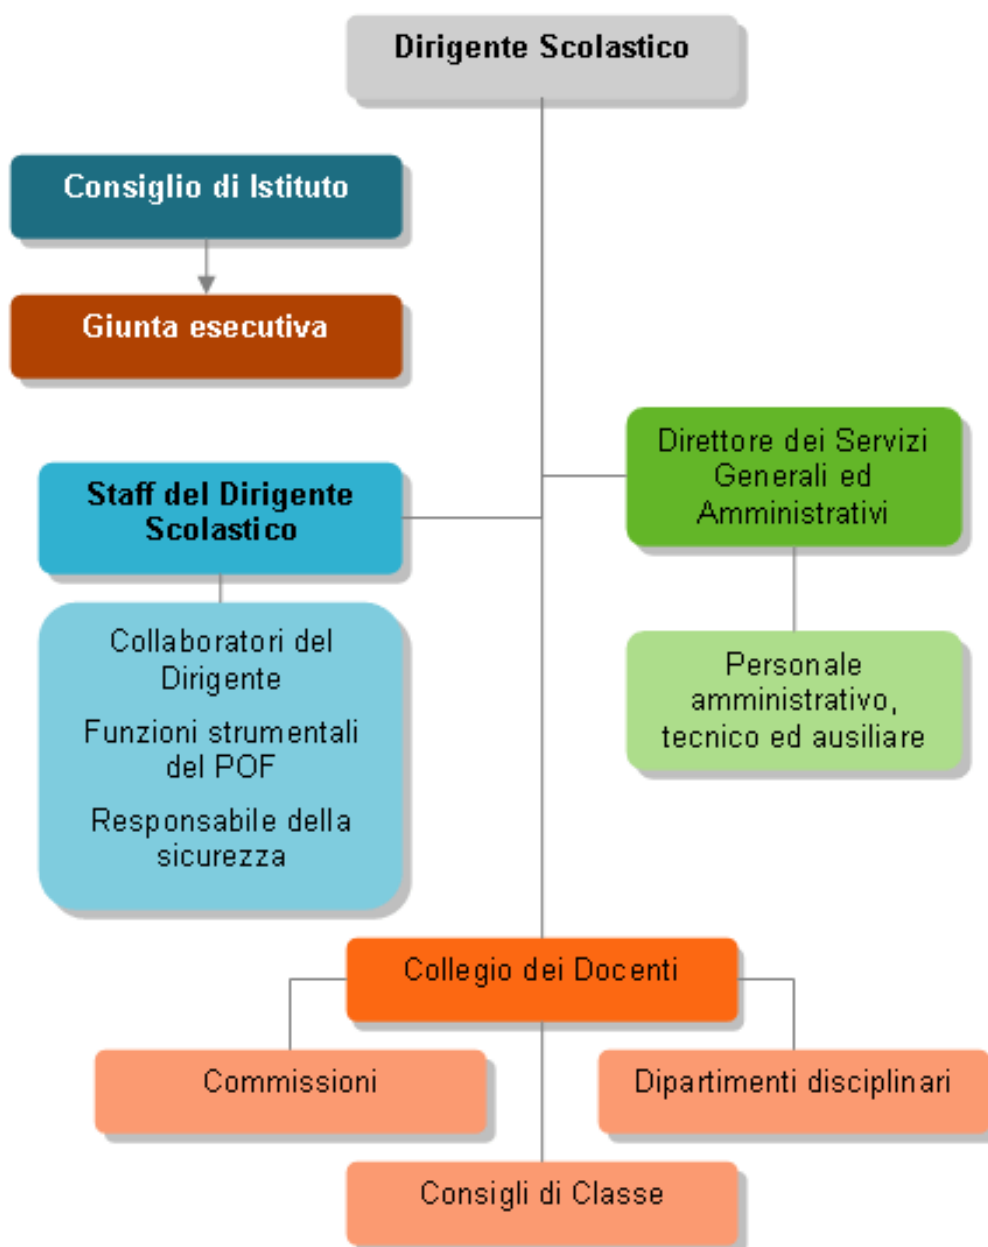 Dirigente Scolastico
Consiglio di Istituto
Giunta esecutiva
Direttore dei Servizi
Generali ed
Amministrativi
Staff del Dirigente
Scolastico
Collaboratori del
Dirigente
Funzioni strumentali
del POF
Responsabile della
sicurezza
Personale
amministrativo,
tecnico ed ausiliare
Collegio dei Docenti
Commissioni
Dipartimenti disciplinari
Consigli di Classe